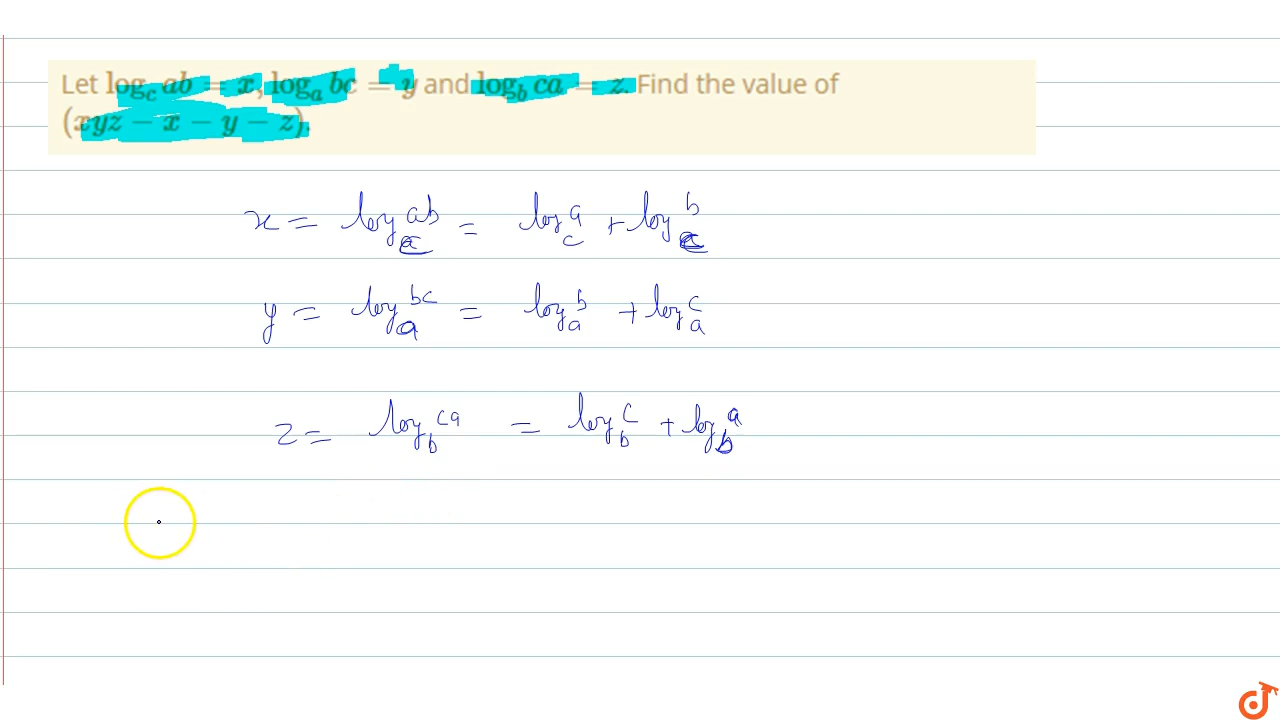 Let log_c ab = x, log_a bc = y and log_b ca = z. Find the value of
(xyz − x − y − z).
x = log_c ab = log_c a + log_c b
y = log_a bc = log_a b + log_a c
z = log_b ca = log_b c + log_b a